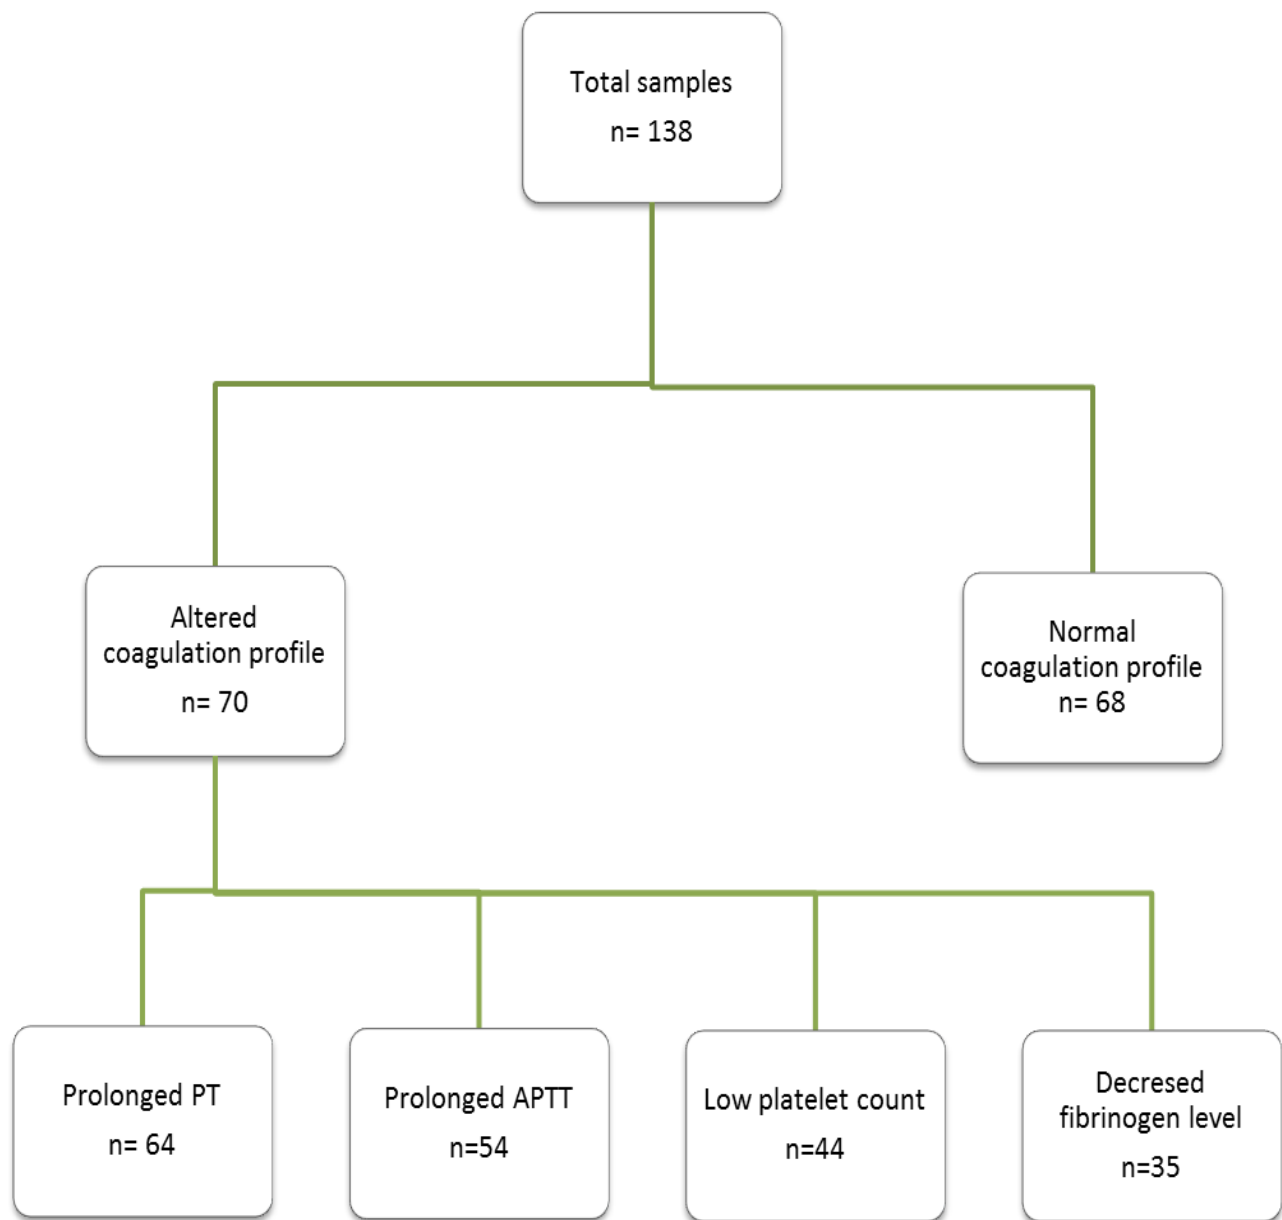 Total samples
n= 138
Altered
coagulation profile
n= 70
Normal
coagulation profile
n= 68
Prolonged PT
n= 64
Prolonged APTT
n=54
Low platelet count
n=44
Decresed
fibrinogen level
n=35